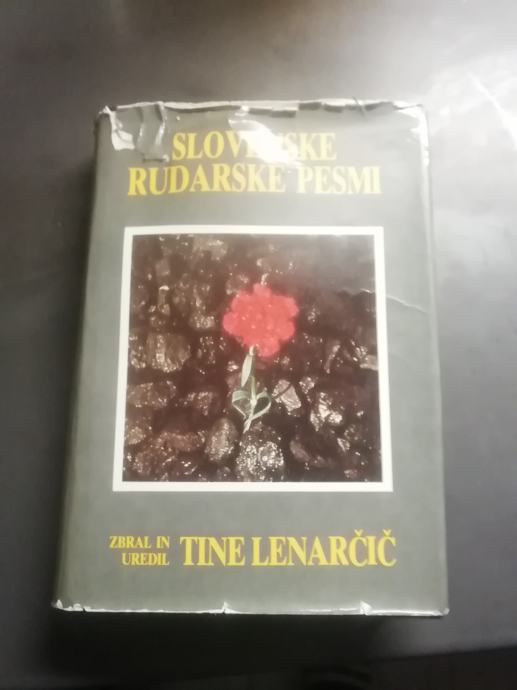 SLOVENSKE
RUDARSKE PESMI
ZBRAL IN
UREDIL
TINE LENARČIČ